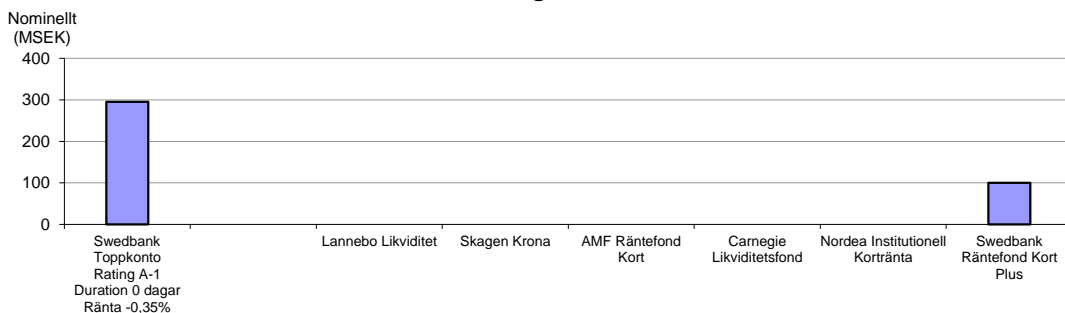 Nominellt
(MSEK)
400
300
200
100
0
Swedbank
Toppkonto
Rating A-1
Duration 0 dagar
Ränta -0,35%
Lannebo Likviditet
Skagen Krona
AMF Räntefond
Kort
Carnegie
Likviditetsfond
Nordea Institutionell
Kortränta
Swedbank
Räntefond Kort
Plus